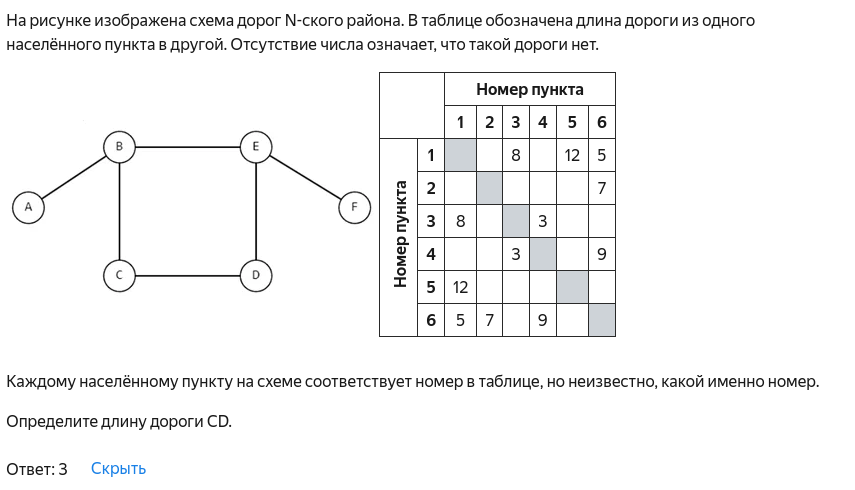 На рисунке изображена схема дорог N-ского района. В таблице обозначена длина дороги из одного
населённого пункта в другой. Отсутствие числа означает, что такой дороги нет.
B E
A F
C D
Номер пункта
1 2 3 4 5 6
Номер пункта
1 8 12 5
2 7
3 8 3
4 3 9
5 12
6 5 7 9
Каждому населённому пункту на схеме соответствует номер в таблице, но неизвестно, какой именно номер.
Определите длину дороги CD.
Ответ: 3 Скрыть